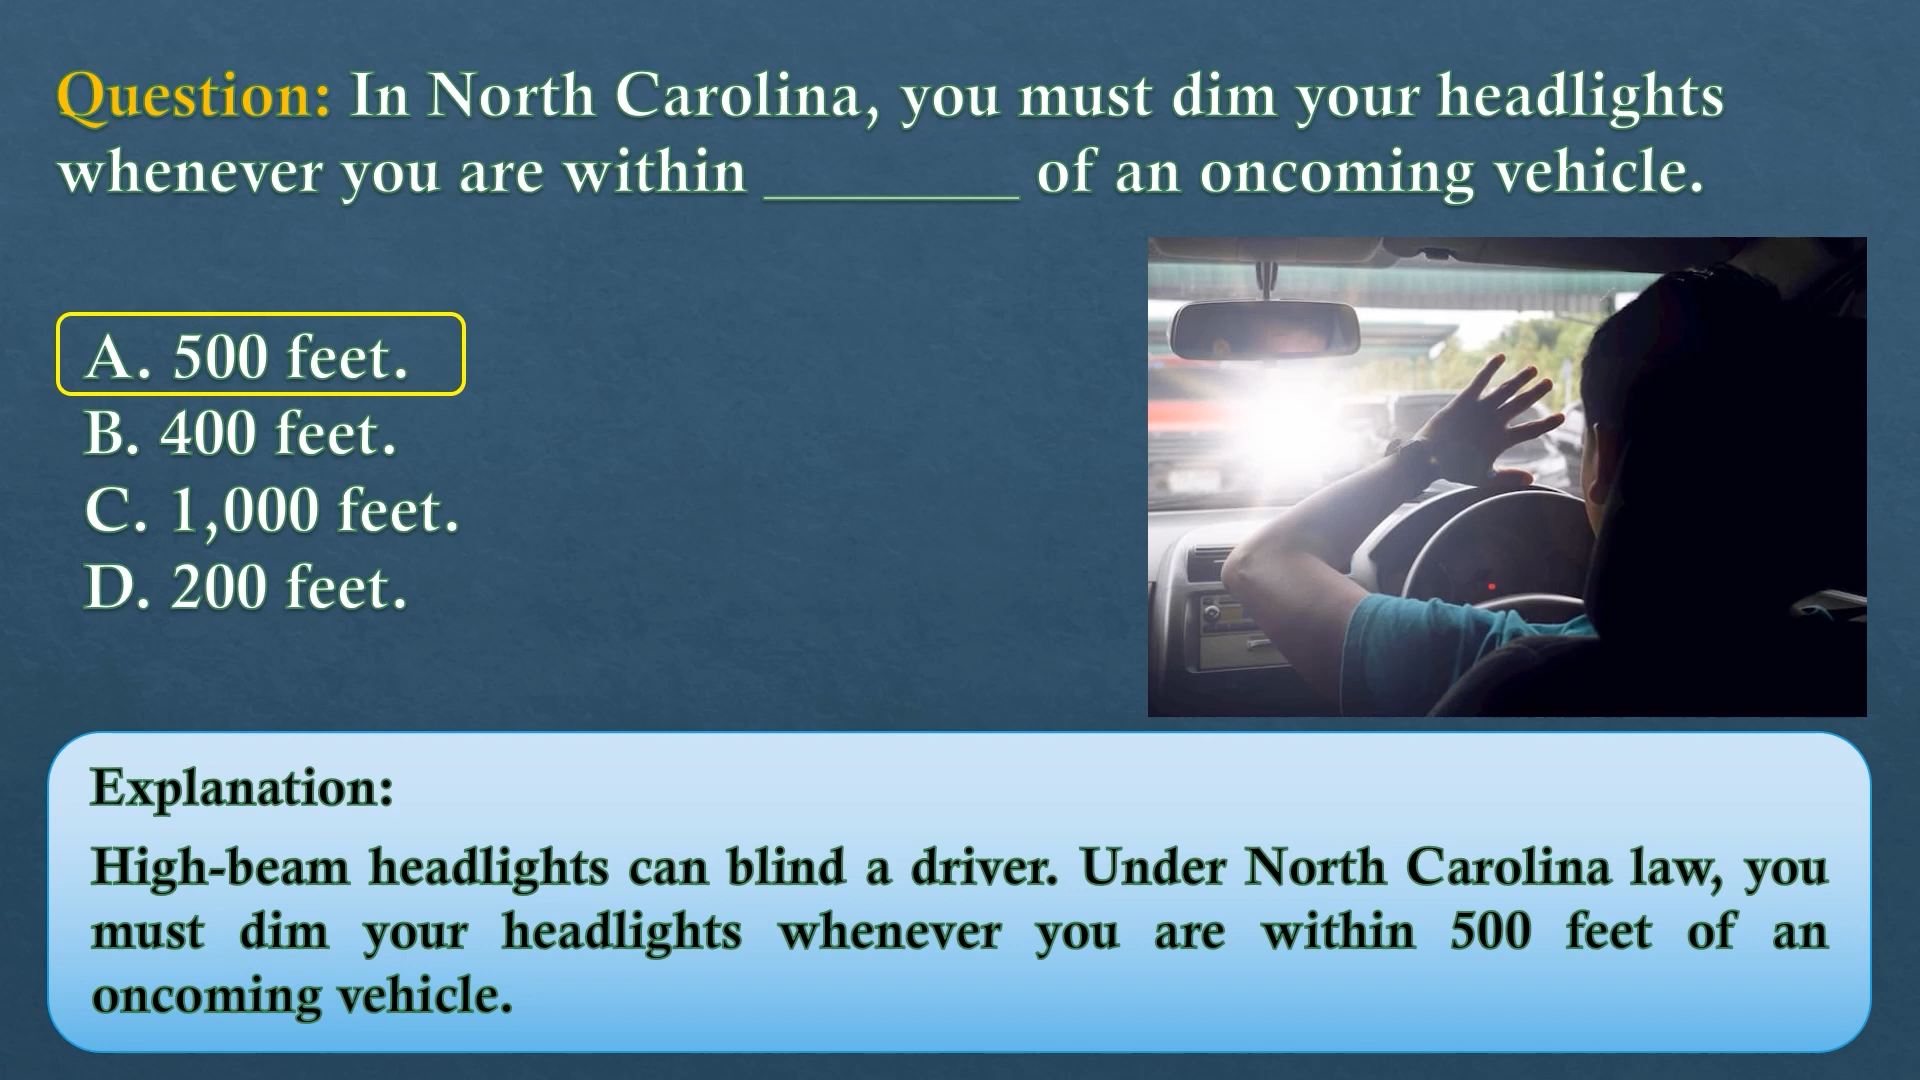 Question: In North Carolina, you must dim your headlights
whenever you are within _________ of an oncoming vehicle.
A. 500 feet.
B. 400 feet.
C. 1,000 feet.
D. 200 feet.
Explanation:
High-beam headlights can blind a driver. Under North Carolina law, you
must dim your headlights whenever you are within 500 feet of an
oncoming vehicle.